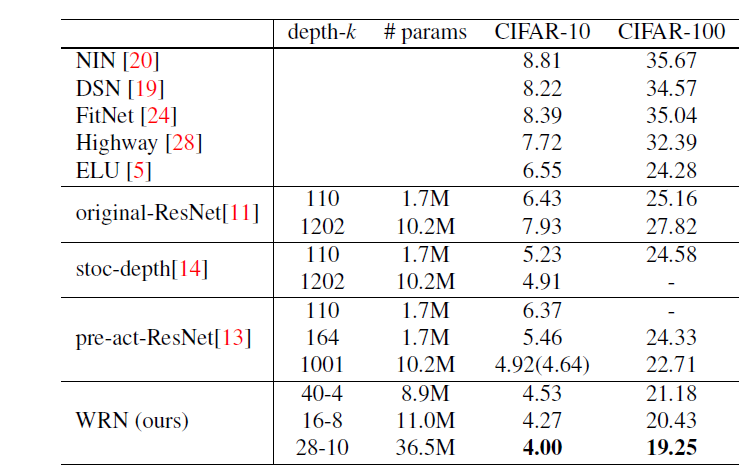 depth-k # params CIFAR-10 CIFAR-100
NIN [20] 8.81 35.67
DSN [19] 8.22 34.57
FitNet [24] 8.39 35.04
Highway [28] 7.72 32.39
ELU [5] 6.55 24.28
original-ResNet[11] 110 1.7M 6.43 25.16
1202 10.2M 7.93 27.82
stoc-depth[14] 110 1.7M 5.23 24.58
1202 10.2M 4.91 -
pre-act-ResNet[13] 110 1.7M 6.37 -
164 1.7M 5.46 24.33
1001 10.2M 4.92(4.64) 22.71
WRN (ours) 40-4 8.9M 4.53 21.18
16-8 11.0M 4.27 20.43
28-10 36.5M 4.00 19.25